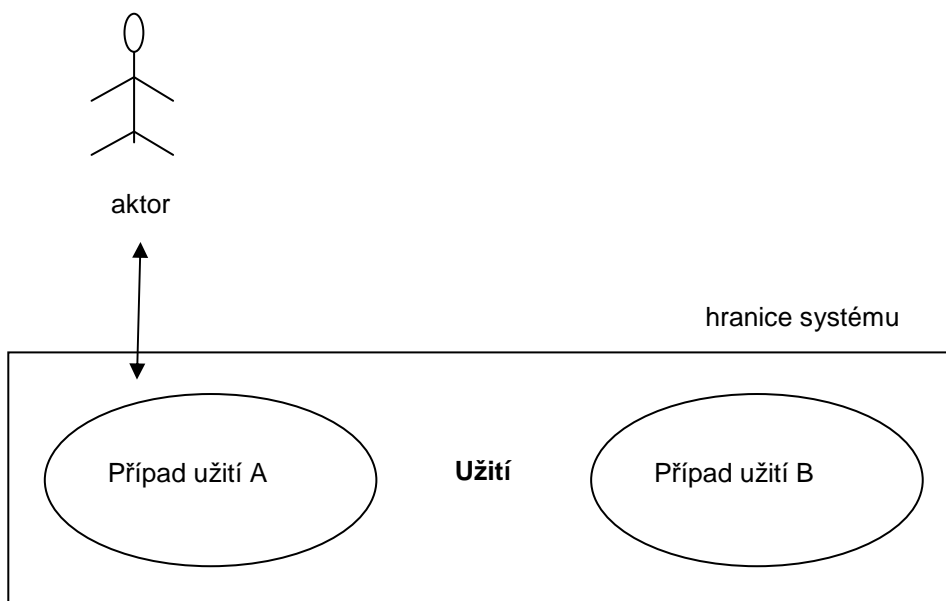 aktor
hranice systému
Případ užití A
Užití
Případ užití B